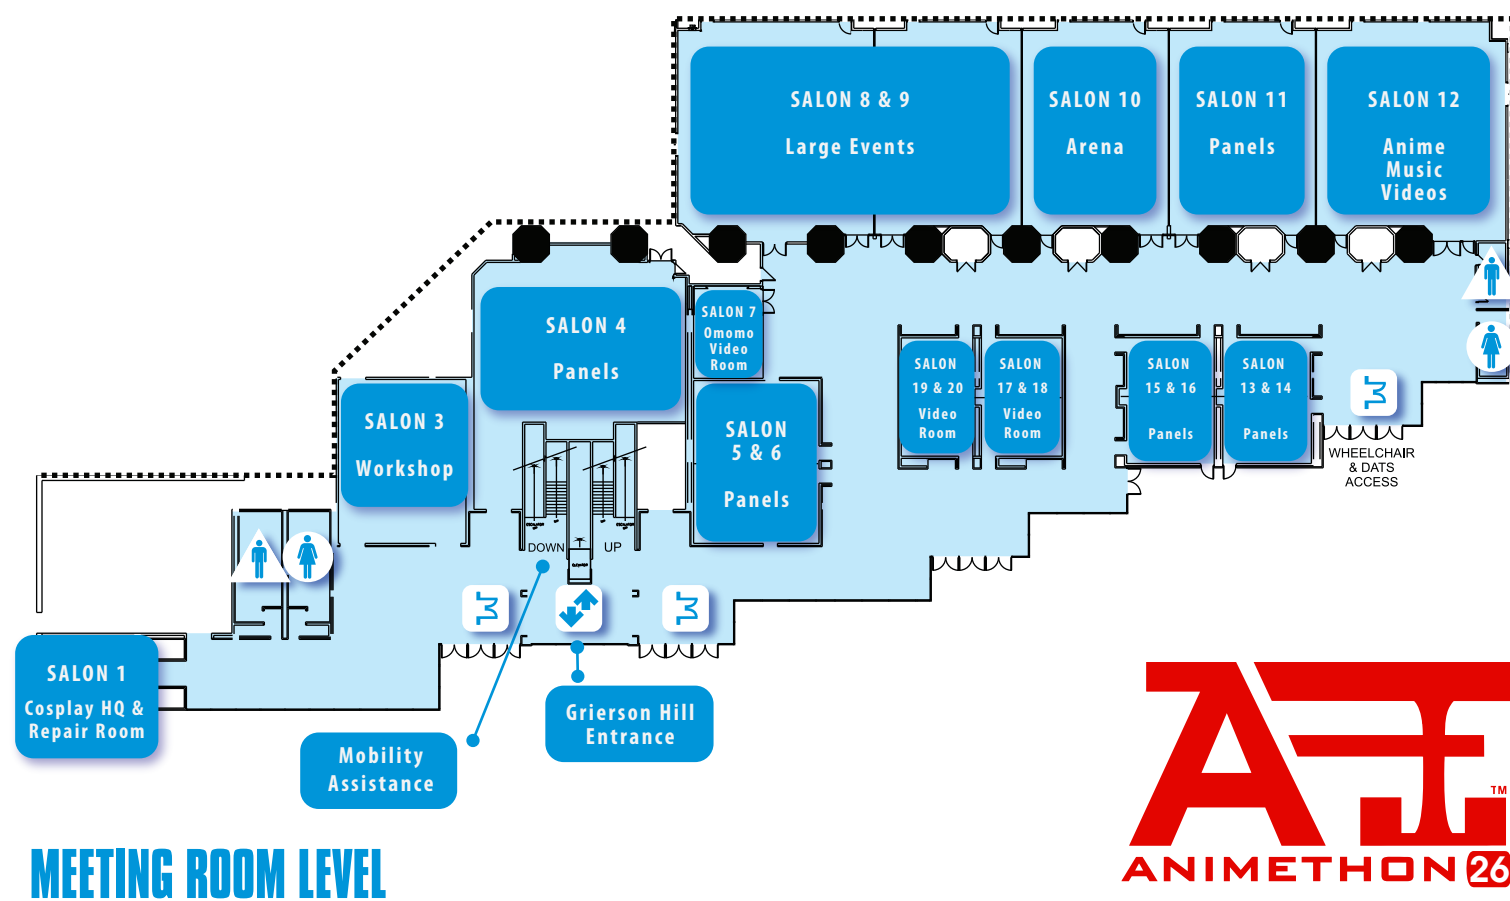 SALON 8 & 9
Large Events
SALON 10
Arena
SALON 11
Panels
SALON 12
Anime
Music
Videos
SALON 4
Panels
SALON 7
Omomo
Video
Room
SALON 3
Workshop
SALON
5 & 6
Panels
SALON
19 & 20
Video
Room
SALON
17 & 18
Video
Room
SALON
15 & 16
Panels
SALON
13 & 14
Panels
WHEELCHAIR
& DATS
ACCESS
DOWN
UP
SALON 1
Cosplay HQ &
Repair Room
Mobility
Assistance
Grierson Hill
Entrance
MEETING ROOM LEVEL
TM
ANIMETHON 26